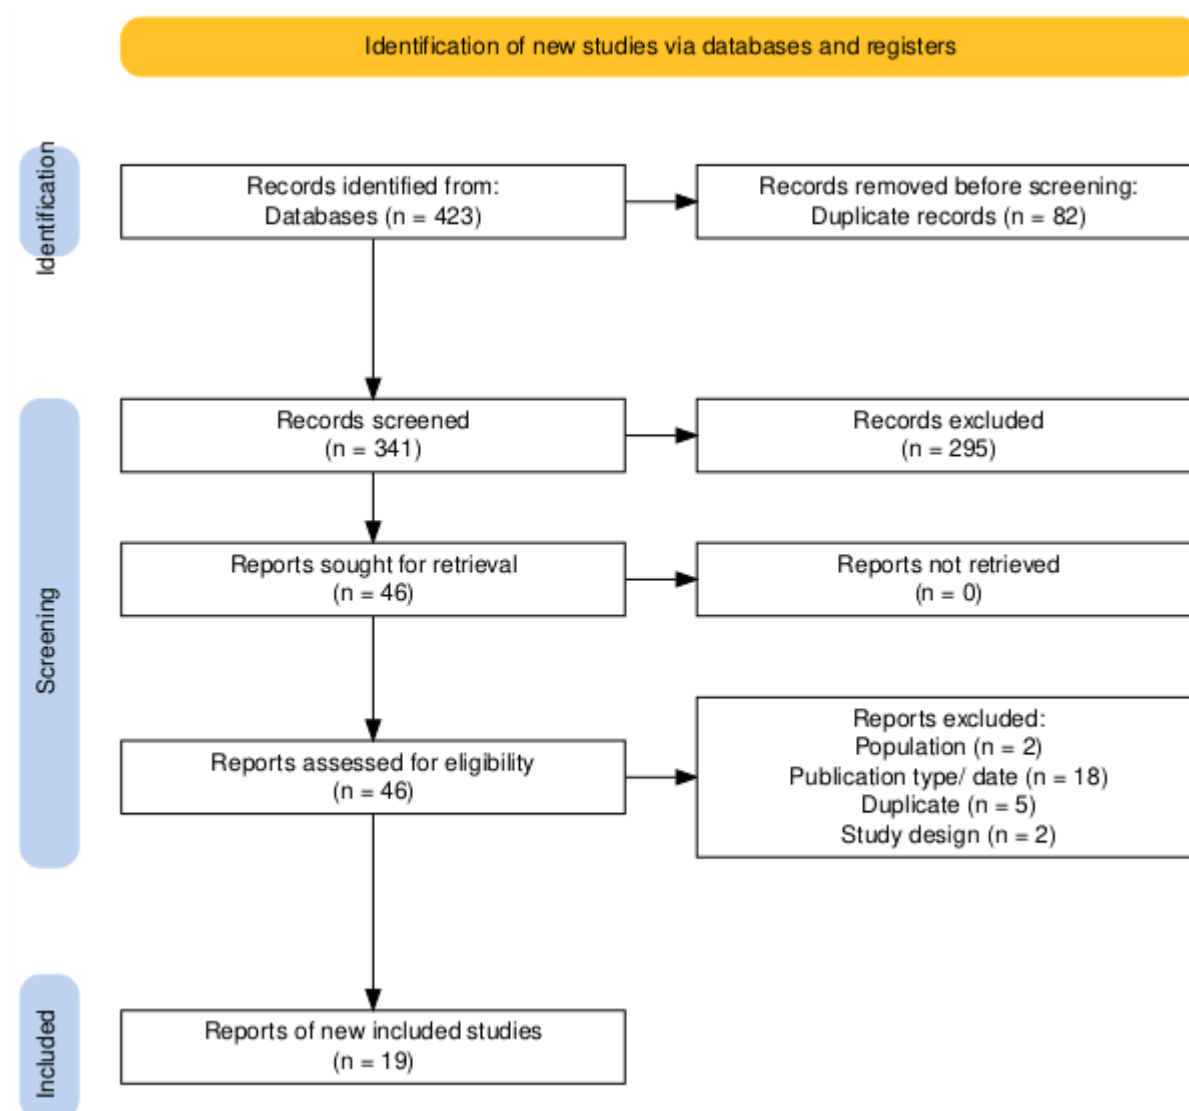 Identification of new studies via databases and registers
Identification
Records identified from:
Databases (n = 423)
Records removed before screening:
Duplicate records (n = 82)
Screening
Records screened
(n = 341)
Records excluded
(n = 295)
Reports sought for retrieval
(n = 46)
Reports not retrieved
(n = 0)
Reports assessed for eligibility
(n = 46)
Reports excluded:
Population (n = 2)
Publication type/ date (n = 18)
Duplicate (n = 5)
Study design (n = 2)
Included
Reports of new included studies
(n = 19)